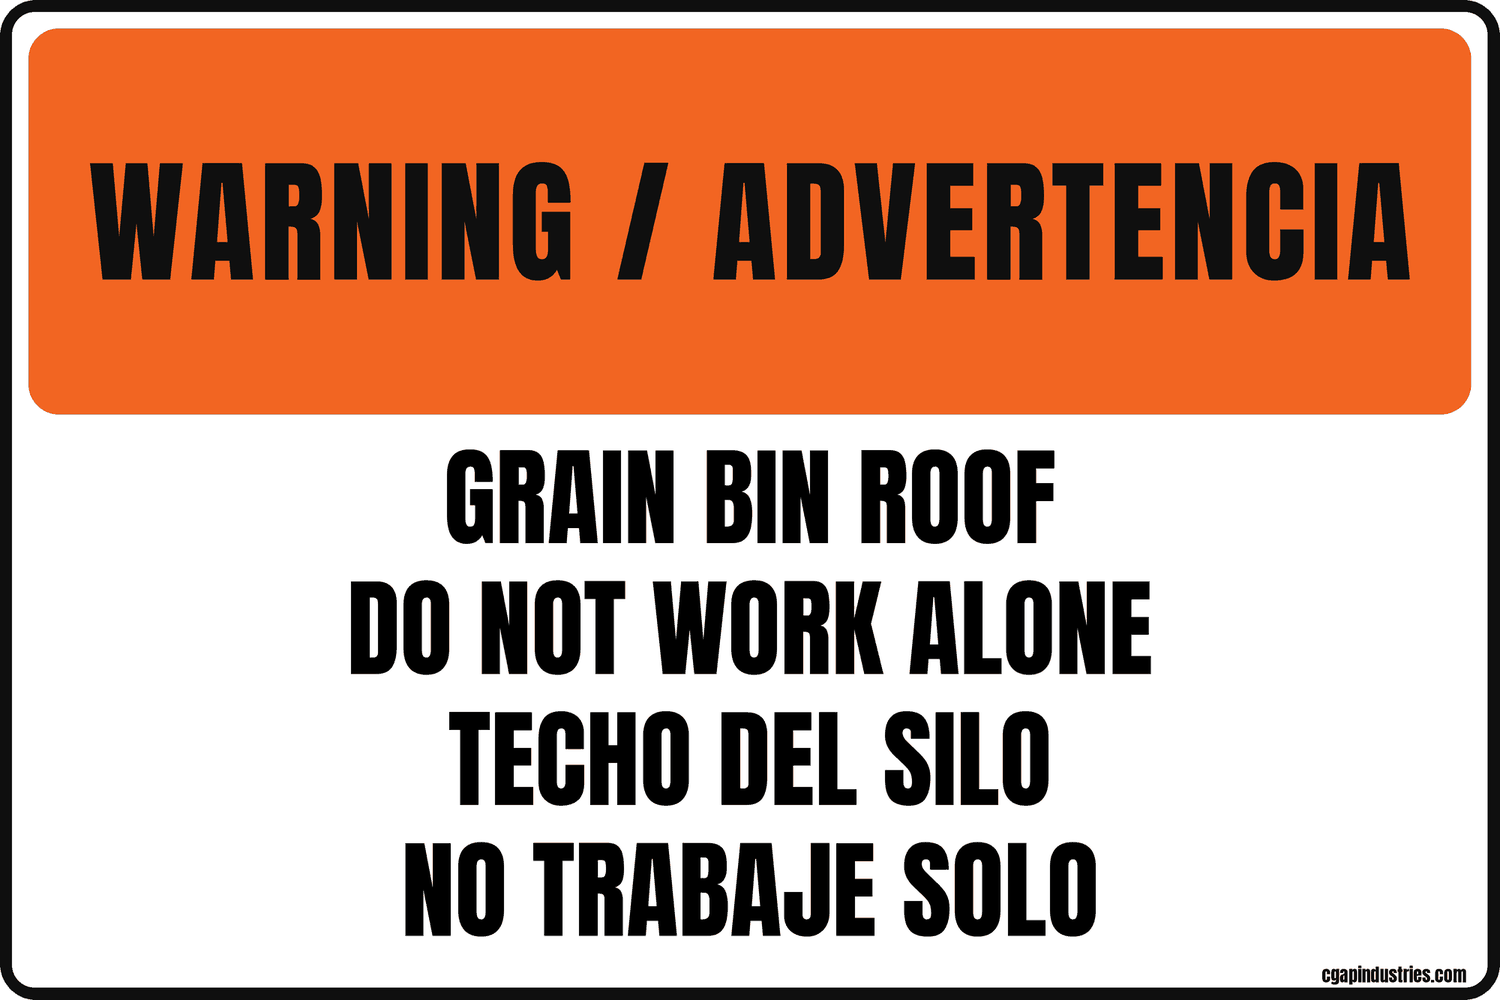 WARNING / ADVERTENCIA
GRAIN BIN ROOF
DO NOT WORK ALONE
TECHO DEL SILO
NO TRABAJE SOLO
cgapindustries.com